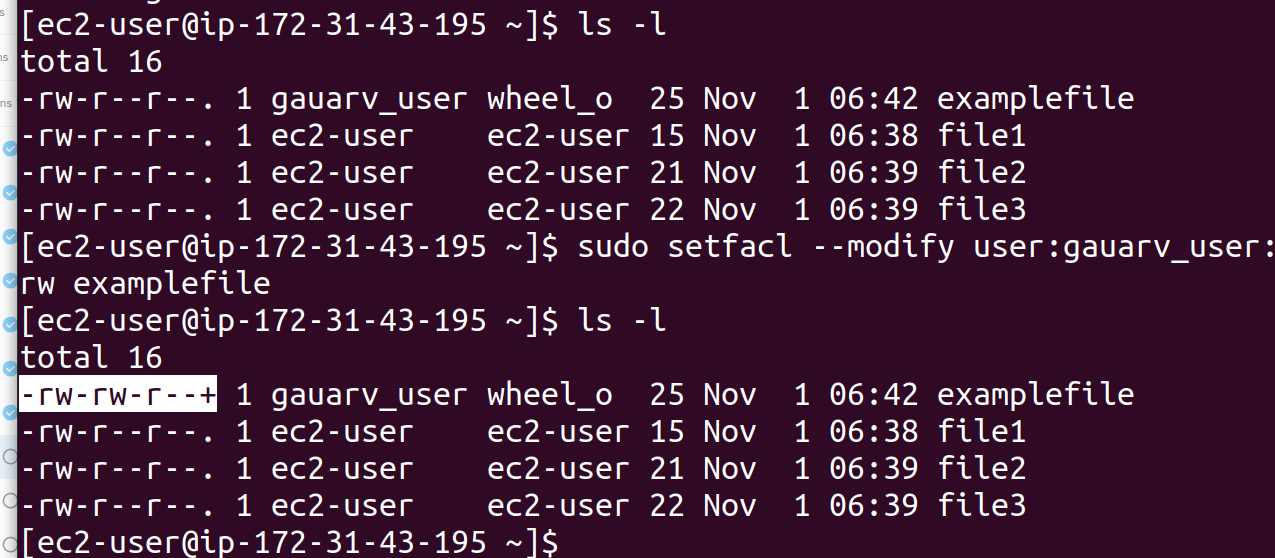 [ec2-user@ip-172-31-43-195 ~]$ ls -l
total 16
-rw-r--r--. 1 gauarv_user wheel_o  25 Nov  1 06:42 examplefile
-rw-r--r--. 1 ec2-user    ec2-user 15 Nov  1 06:38 file1
-rw-r--r--. 1 ec2-user    ec2-user 21 Nov  1 06:39 file2
-rw-r--r--. 1 ec2-user    ec2-user 22 Nov  1 06:39 file3
[ec2-user@ip-172-31-43-195 ~]$ sudo setfacl --modify user:gauarv_user:
rw examplefile
[ec2-user@ip-172-31-43-195 ~]$ ls -l
total 16
-rw-rw-r--+ 1 gauarv_user wheel_o  25 Nov  1 06:42 examplefile
-rw-r--r--. 1 ec2-user    ec2-user 15 Nov  1 06:38 file1
-rw-r--r--. 1 ec2-user    ec2-user 21 Nov  1 06:39 file2
-rw-r--r--. 1 ec2-user    ec2-user 22 Nov  1 06:39 file3
[ec2-user@ip-172-31-43-195 ~]$